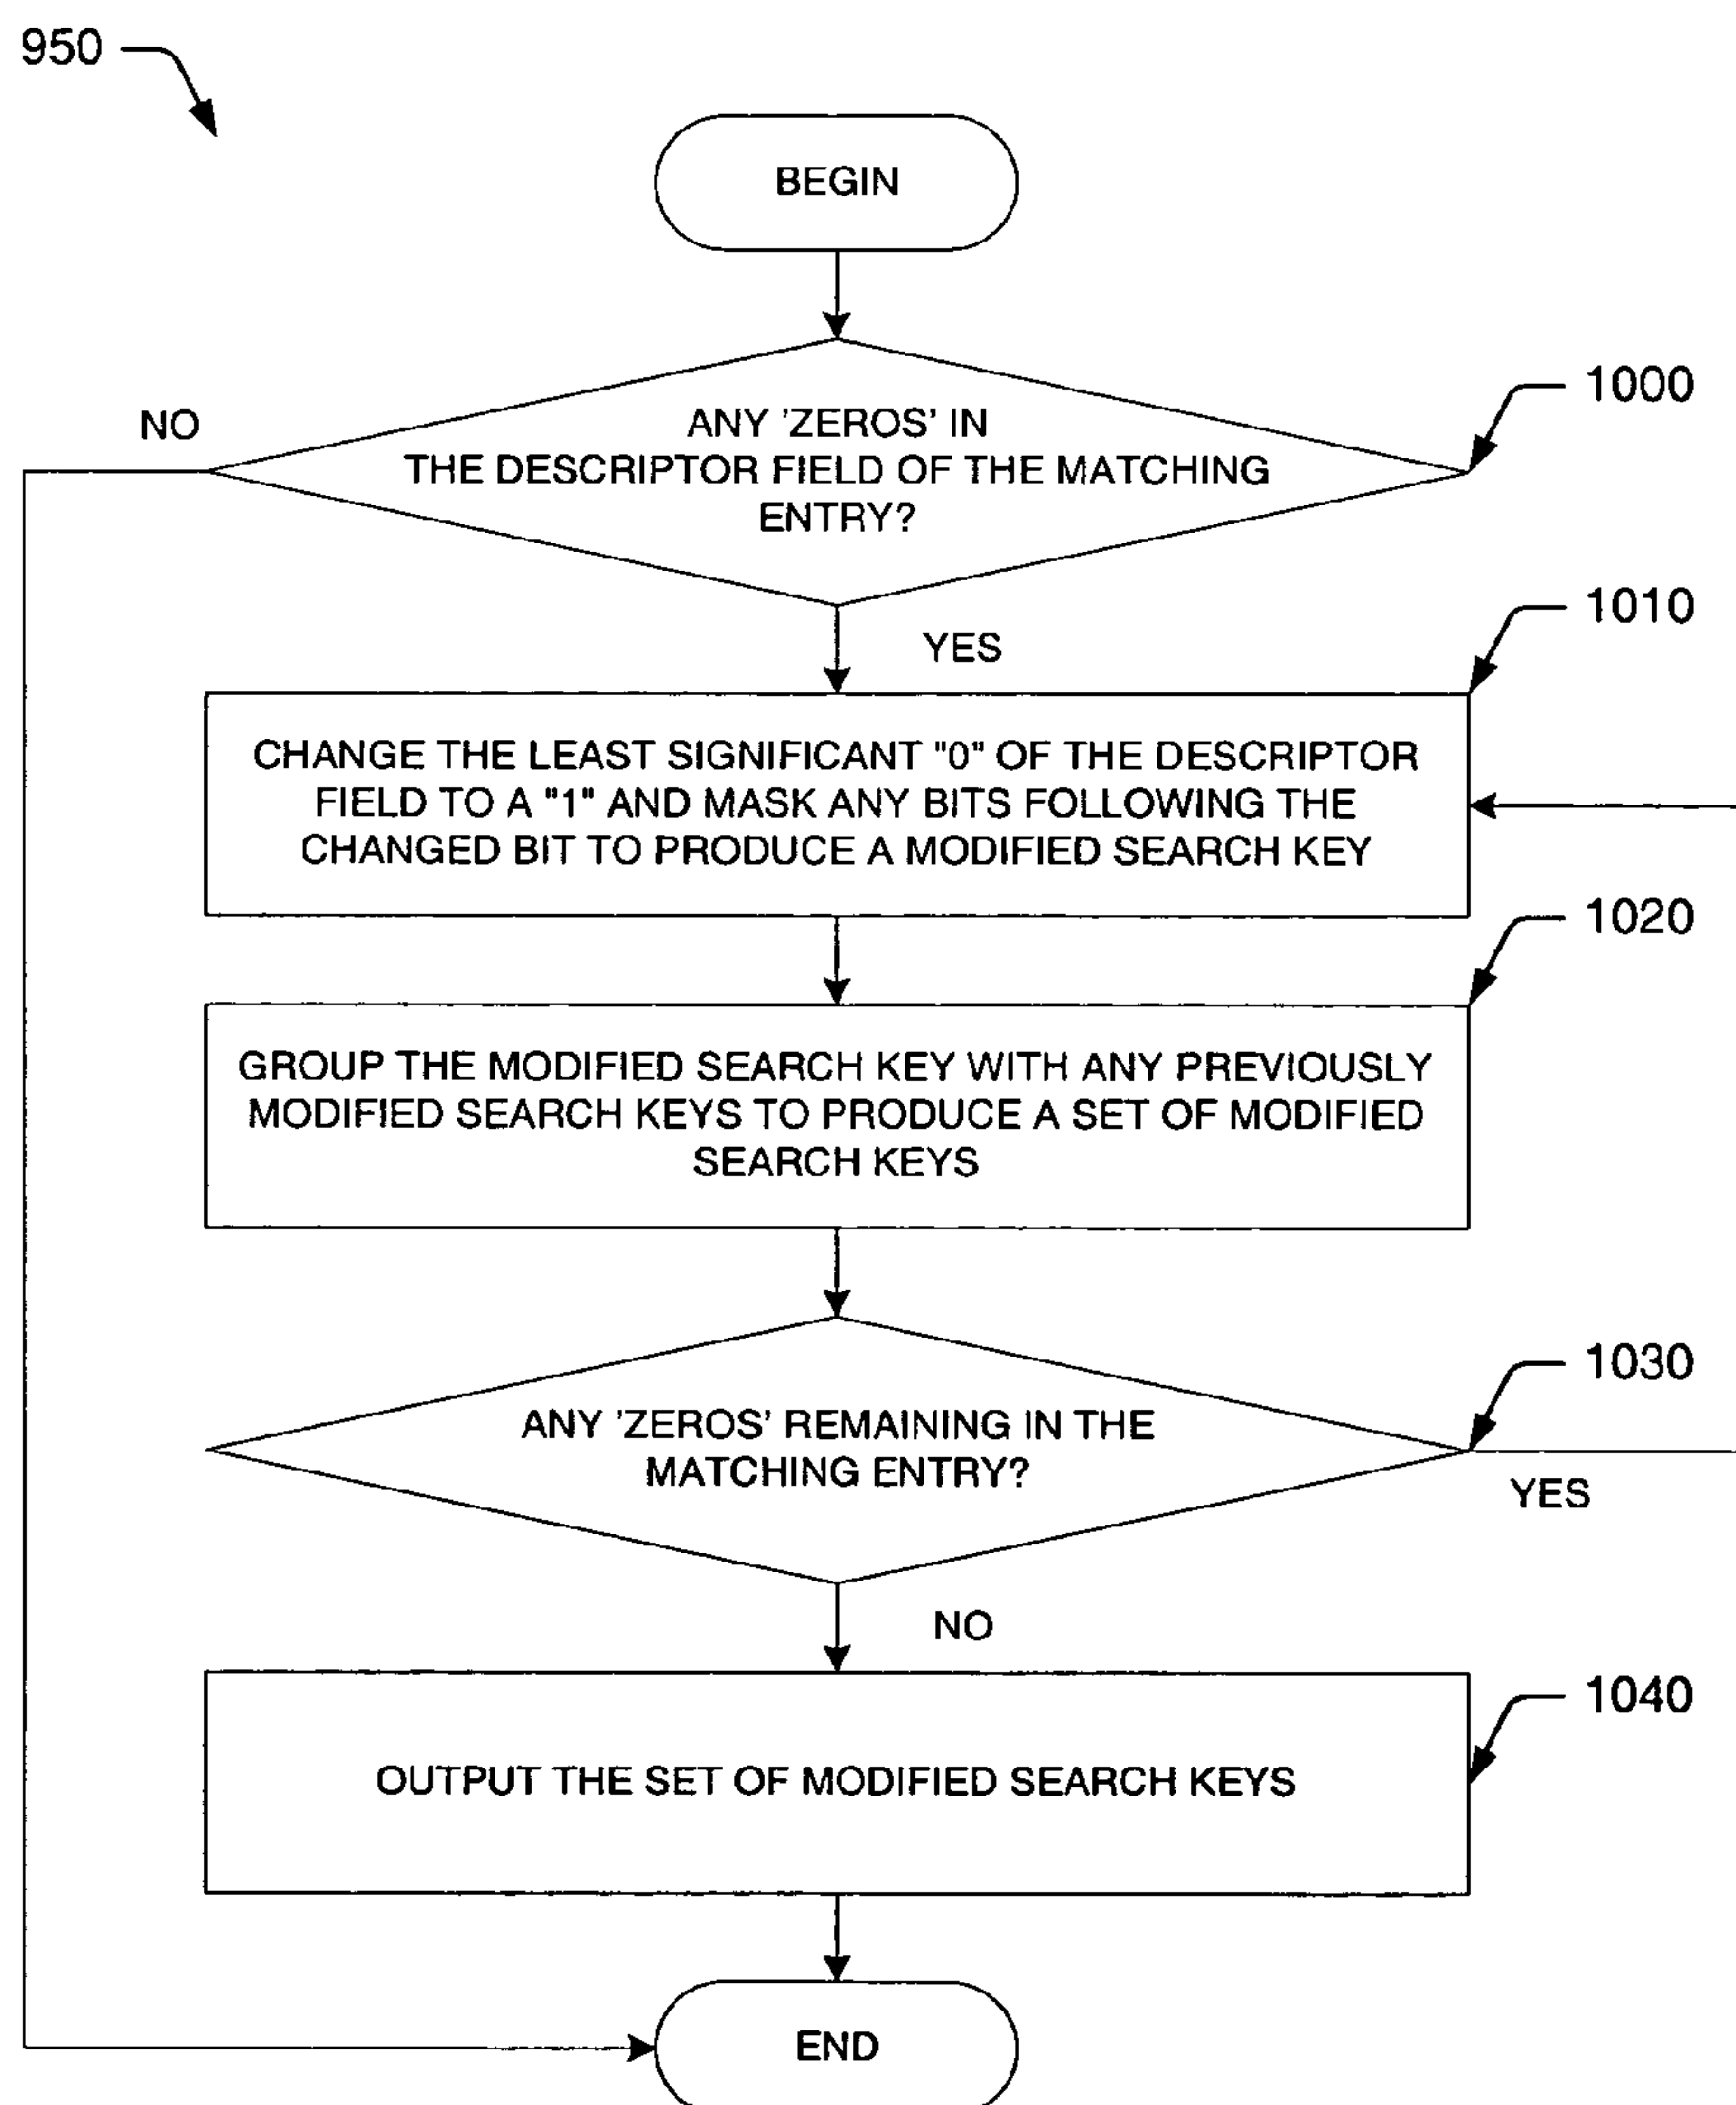 950
BEGIN
1000
NO
ANY 'ZEROS' IN
THE DESCRIPTOR FIELD OF THE MATCHING
ENTRY?
1010
YES
CHANGE THE LEAST SIGNIFICANT "0" OF THE DESCRIPTOR
FIELD TO A "1" AND MASK ANY BITS FOLLOWING THE
CHANGED BIT TO PRODUCE A MODIFIED SEARCH KEY
1020
GROUP THE MODIFIED SEARCH KEY WITH ANY PREVIOUSLY
MODIFIED SEARCH KEYS TO PRODUCE A SET OF MODIFIED
SEARCH KEYS
1030
ANY 'ZEROS' REMAINING IN THE
MATCHING ENTRY?
YES
NO
1040
OUTPUT THE SET OF MODIFIED SEARCH KEYS
END